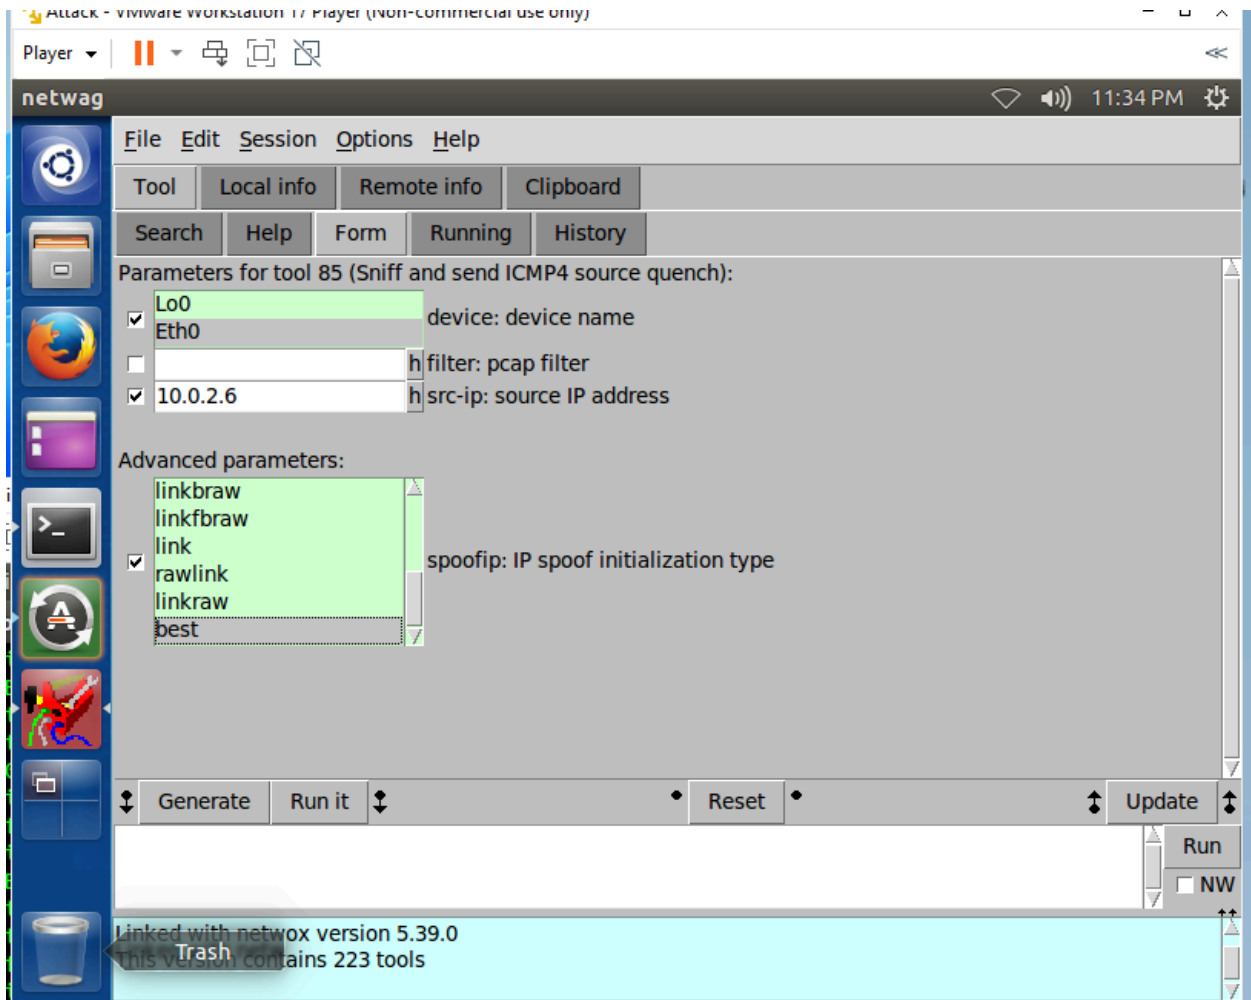 Attack - VMware Workstation 17 Player (Non-commercial use only)
Player
netwag
11:34 PM
File Edit Session Options Help
Tool Local info Remote info Clipboard
Search Help Form Running History
Parameters for tool 85 (Sniff and send ICMP4 source quench):
Lo0
Eth0
device: device name
h filter: pcap filter
10.0.2.6 h src-ip: source IP address
Advanced parameters:
linkbraw
linkfbraw
link
rawlink
linkraw
best
spoofip: IP spoof initialization type
Generate Run it Reset Update
Run
NW
Linked with netwox version 5.39.0
This version contains 223 tools
Trash